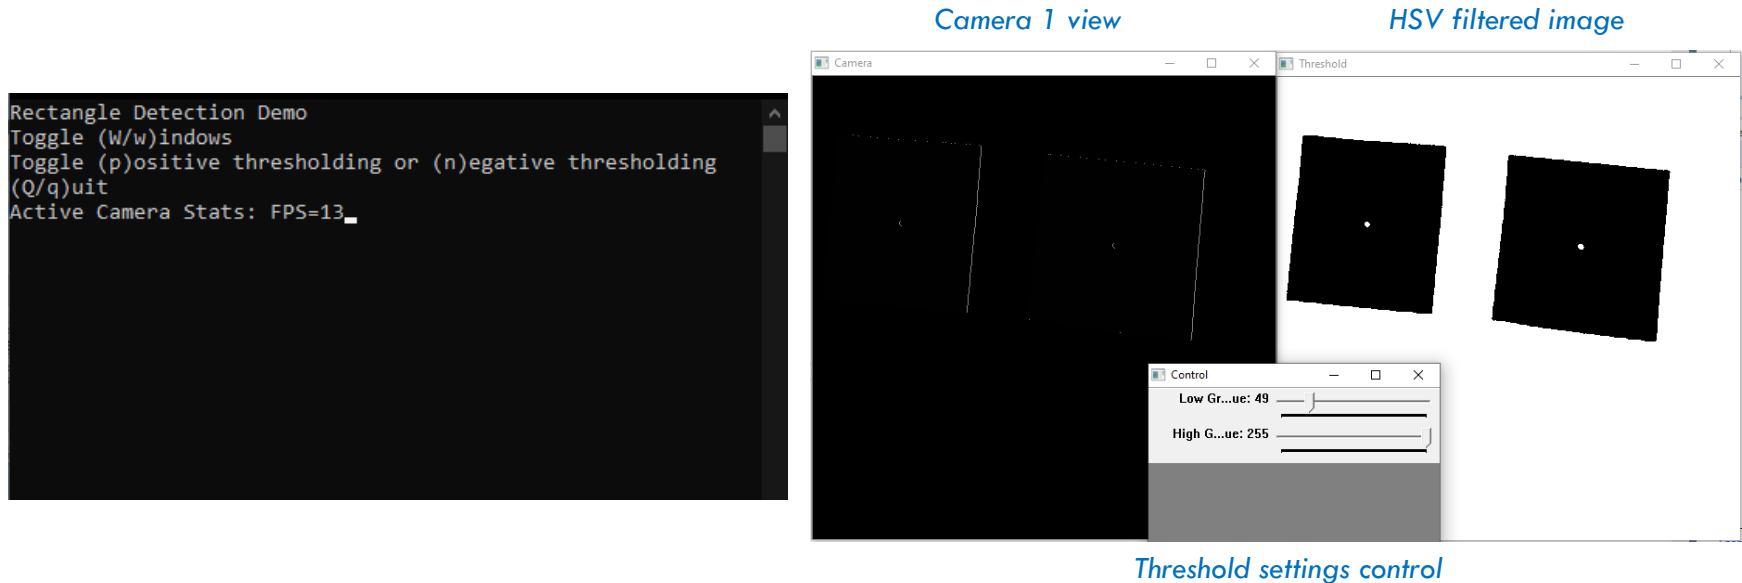 Camera 1 view
HSV filtered image
Camera
Threshold
Rectangle Detection Demo
Toggle (W/w)indows
Toggle (p)ositive thresholding or (n)egative thresholding
(Q/q)uit
Active Camera Stats: FPS=13
Control
Low Gr...ue: 49
High G...ue: 255
Threshold settings control